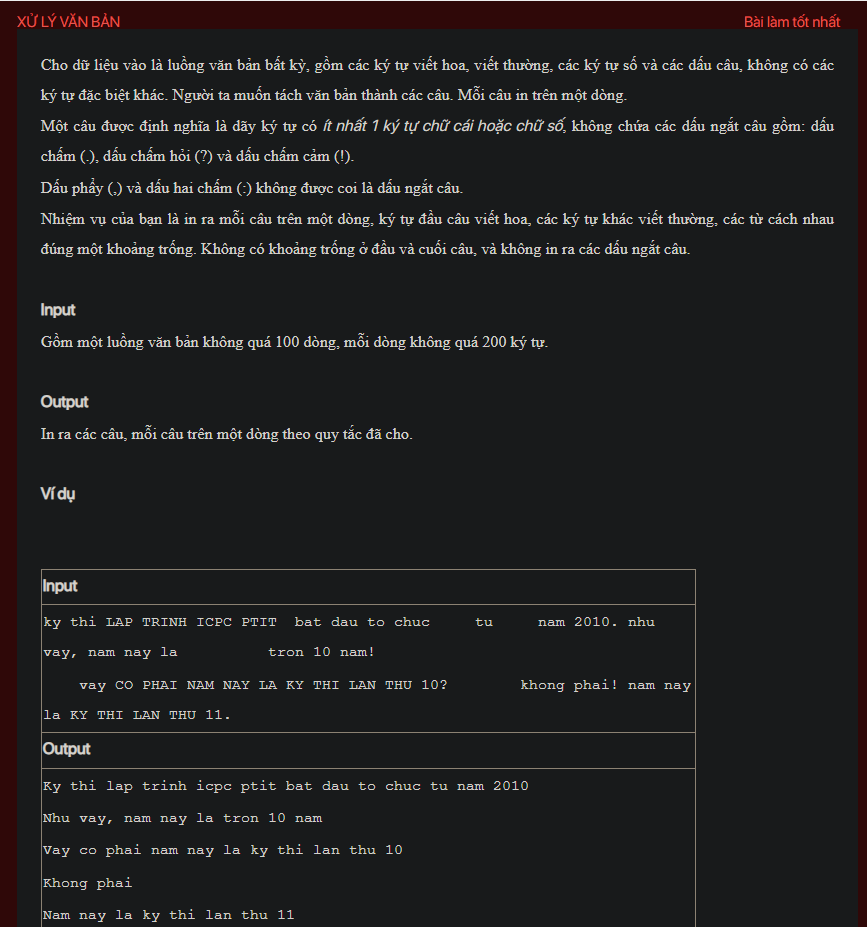 XỬ LÝ VĂN BẢN
Bài làm tốt nhất
Cho dữ liệu vào là luồng văn bản bất kỳ, gồm các ký tự viết hoa, viết thường, các ký tự số và các dấu câu, không có các
ký tự đặc biệt khác. Người ta muốn tách văn bản thành các câu. Mỗi câu in trên một dòng.
Một câu được định nghĩa là dãy ký tự có ít nhất 1 ký tự chữ cái hoặc chữ số, không chứa các dấu ngắt câu gồm: dấu
chấm (.), dấu chấm hỏi (?) và dấu chấm cảm (!).
Dấu phẩy (,) và dấu hai chấm (:) không được coi là dấu ngắt câu.
Nhiệm vụ của bạn là in ra mỗi câu trên một dòng, ký tự đầu câu viết hoa, các ký tự khác viết thường, các từ cách nhau
đúng một khoảng trống. Không có khoảng trống ở đầu và cuối câu, và không in ra các dấu ngắt câu.
Input
Gồm một luồng văn bản không quá 100 dòng, mỗi dòng không quá 200 ký tự.
Output
In ra các câu, mỗi câu trên một dòng theo quy tắc đã cho.
Ví dụ
Input
ky thi LAP TRINH ICPC PTIT  bat dau to chuc     tu     nam 2010. nhu
vay, nam nay la          tron 10 nam!
    vay CO PHAI NAM NAY LA KY THI LAN THU 10?        khong phai! nam nay
la KY THI LAN THU 11.
Output
Ky thi lap trinh icpc ptit bat dau to chuc tu nam 2010
Nhu vay, nam nay la tron 10 nam
Vay co phai nam nay la ky thi lan thu 10
Khong phai
Nam nay la ky thi lan thu 11